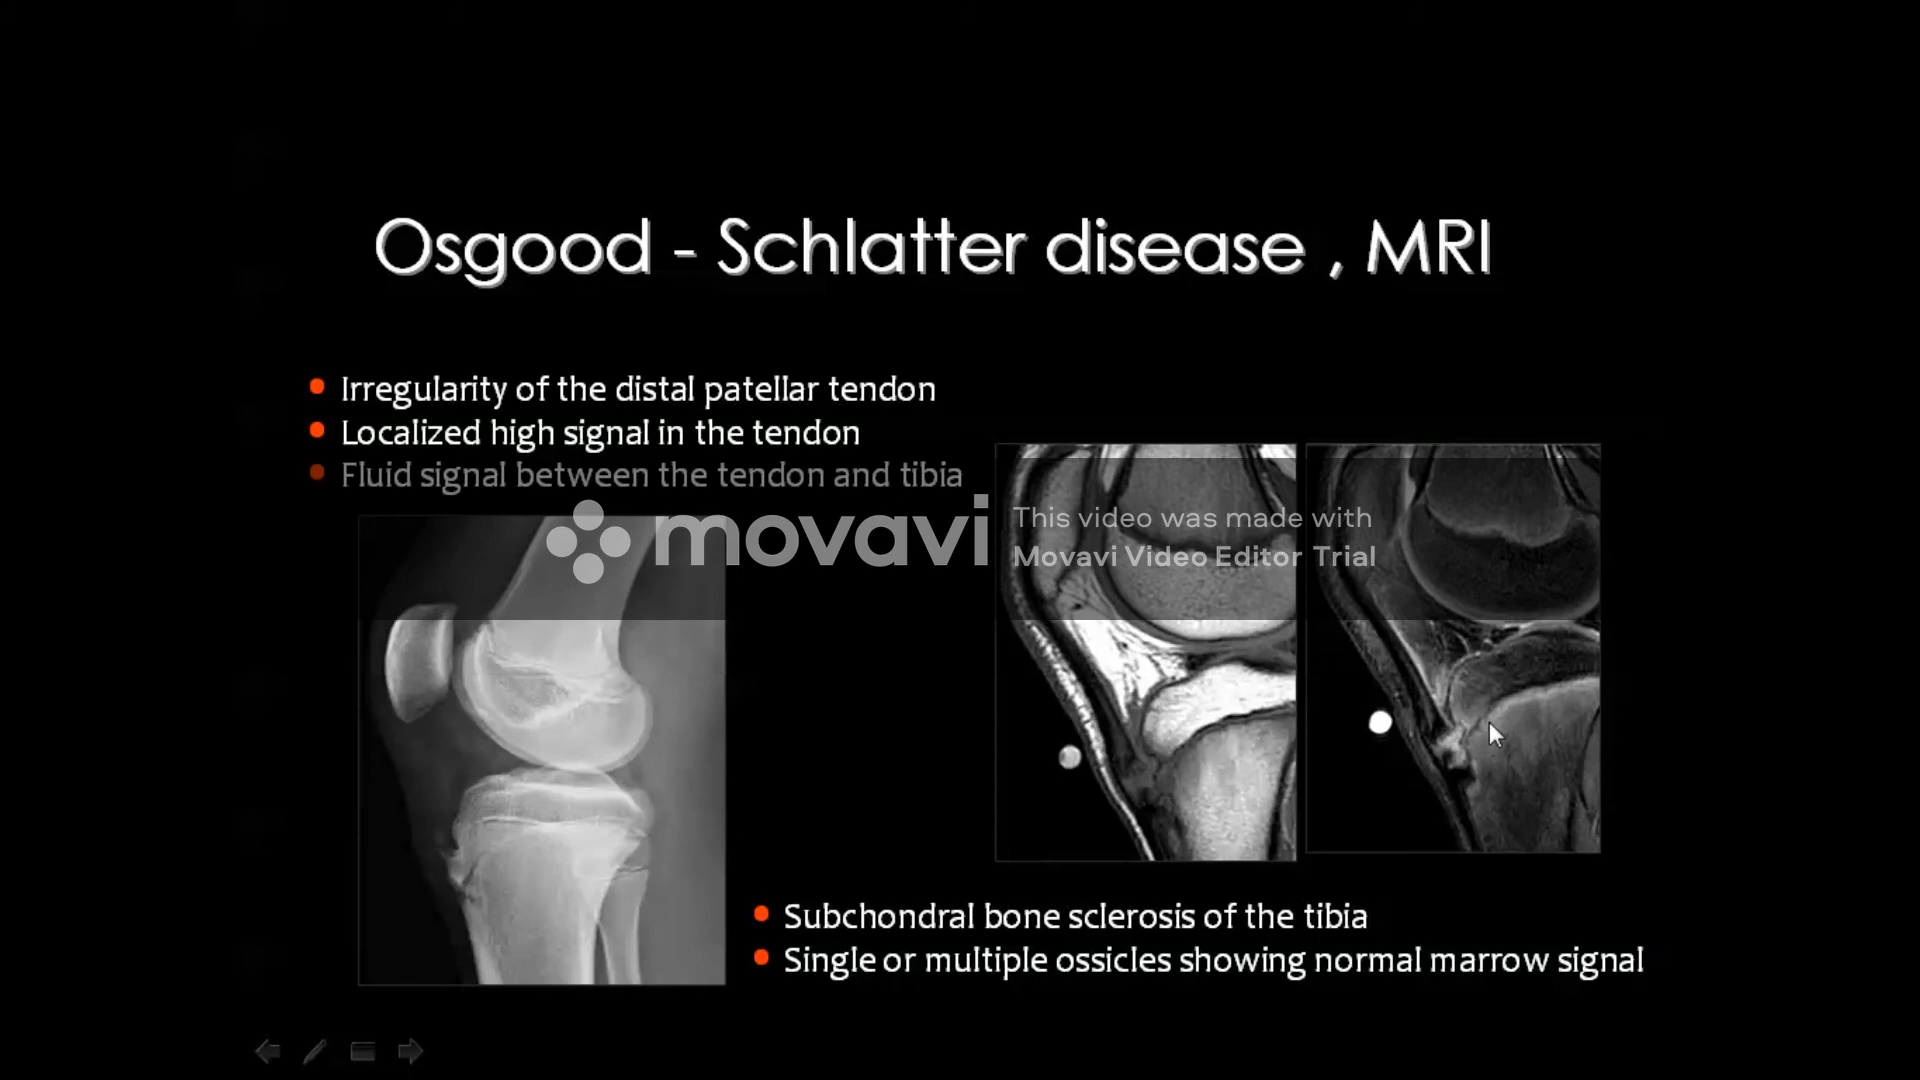 Osgood - Schlatter disease , MRI
Irregularity of the distal patellar tendon
Localized high signal in the tendon
Fluid signal between the tendon and tibia
movavi
This video was made with
Movavi Video Editor Trial
Subchondral bone sclerosis of the tibia
Single or multiple ossicles showing normal marrow signal